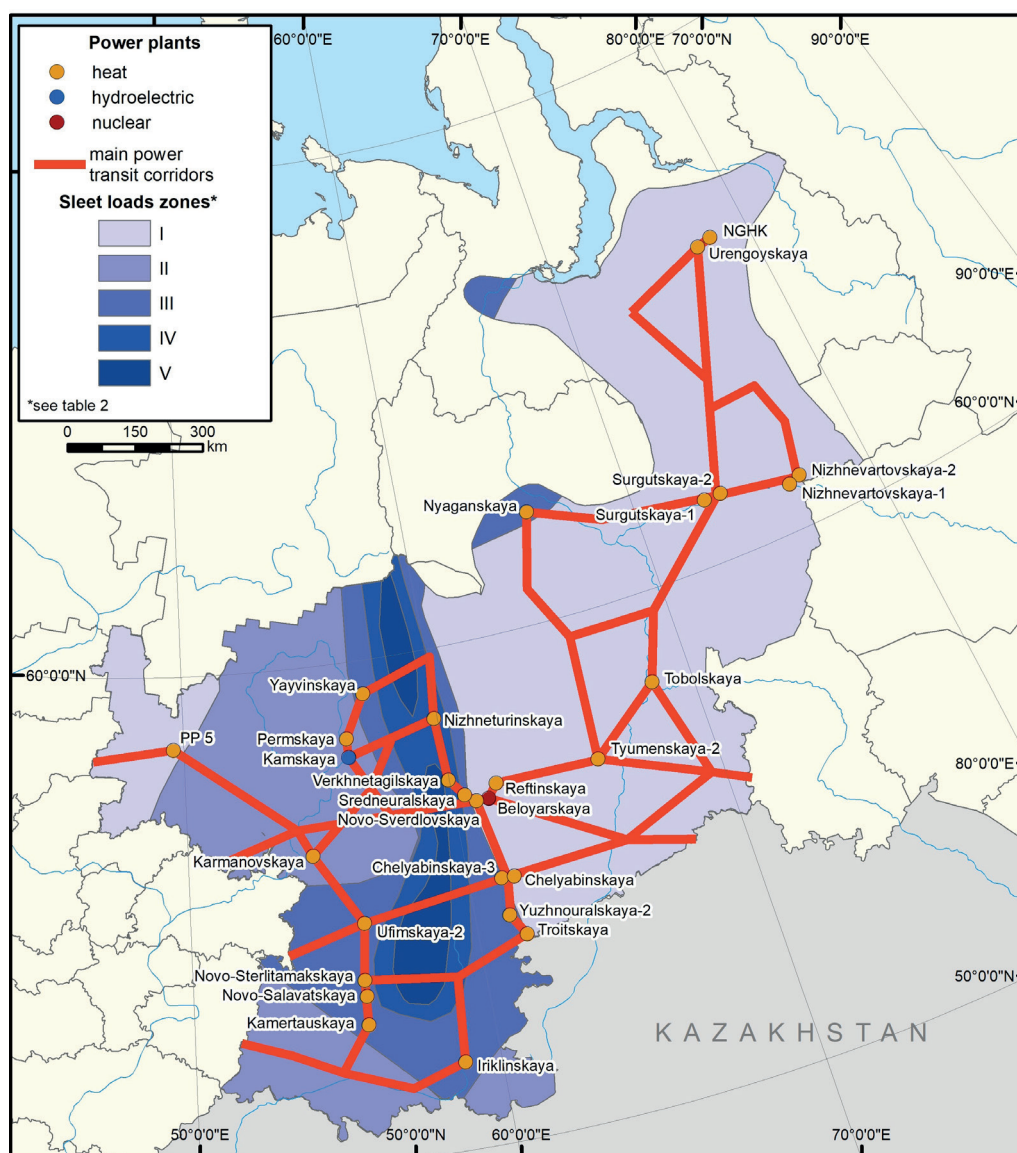 60°0'0"E
70°0'0"E
80°0'0"E
70°0'0"N
90°0'0"E
Power plants
heat
hydroelectric
nuclear
main power
transit corridors
Sleet loads zones*
I
II
III
IV
V
*see table 2
0 150 300
km
NGHK
Urengoyskaya
90°0'0"E
60°0'0"N
Nizhnevartovskaya-2
Surgutskaya-2
Nizhnevartovskaya-1
Nyaganskaya
Surgutskaya-1
60°0'0"N
Yayvinskaya
Tobolskaya
Nizhneturinskaya
PP 5
Permskaya
Kamskaya
Tyumenskaya-2
80°0'0"E
Verkhnetagilskaya
Reftinskaya
Sredneuralskaya
Beloyarskaya
Novo-Sverdlovskaya
Karmanovskaya
Chelyabinskaya-3
Chelyabinskaya
Yuzhnouralskaya-2
Ufimskaya-2
Troitskaya
Novo-Sterlitamakskaya
50°0'0"N
Novo-Salavatskaya
Kamertauskaya
KAZAKHSTAN
Iriklinskaya
50°0'0"E
50°0'0"N
60°0'0"E
70°0'0"E